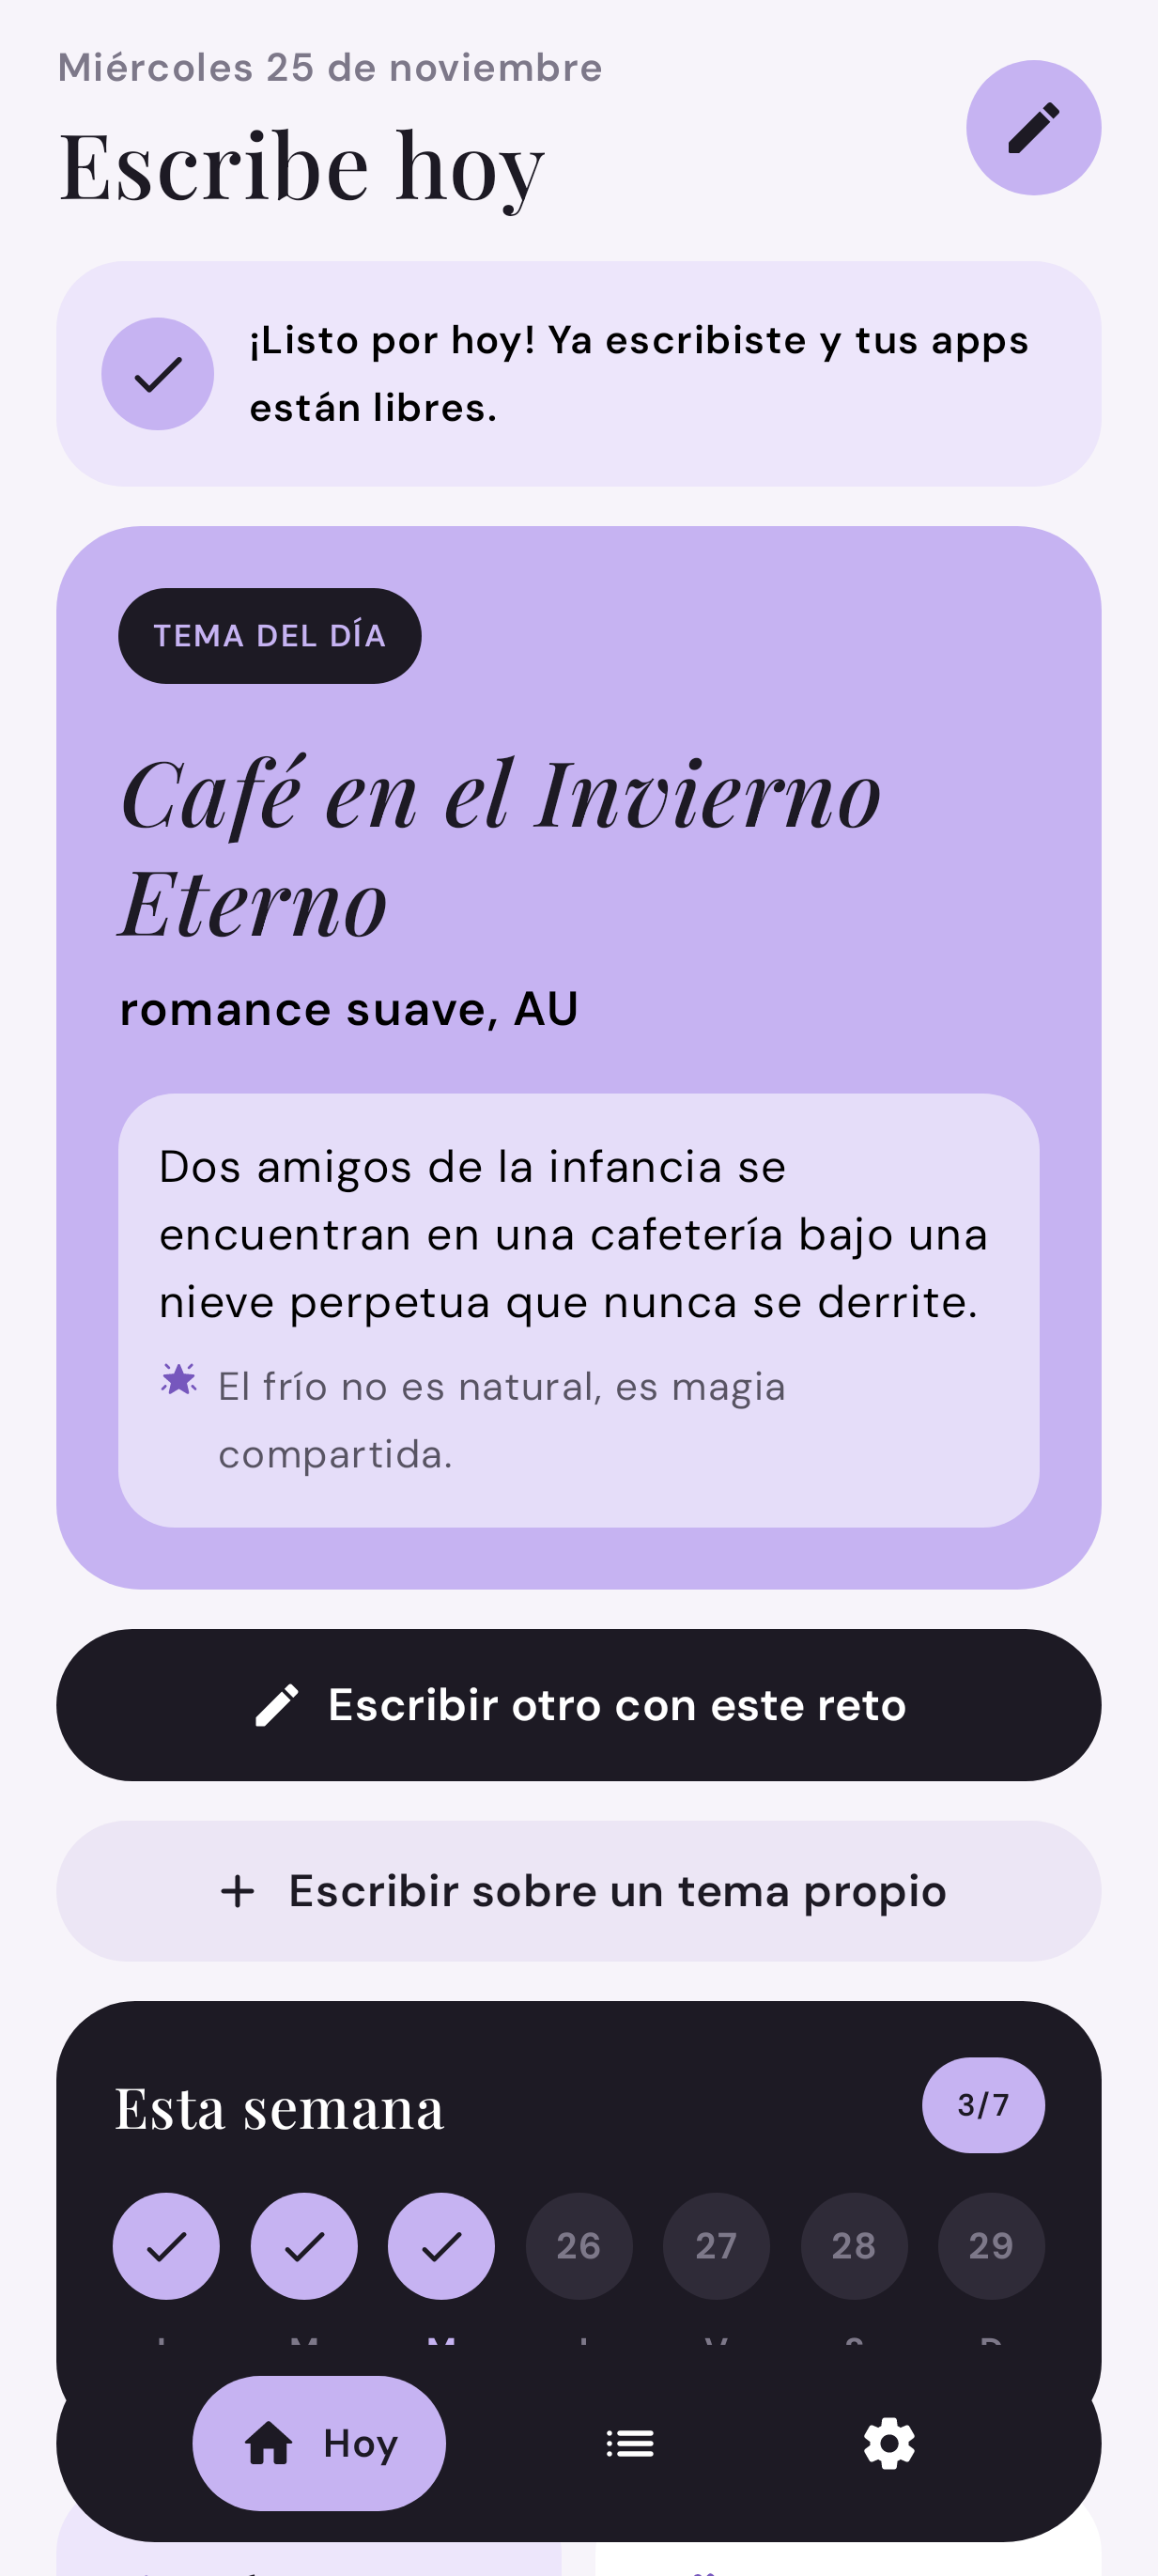 Miércoles 25 de noviembre
Escribe hoy
¡Listo por hoy! Ya escribiste y tus apps
están libres.
TEMA DEL DÍA
Café en el Invierno
Eterno
romance suave, AU
Dos amigos de la infancia se
encuentran en una cafetería bajo una
nieve perpetua que nunca se derrite.
El frío no es natural, es magia
compartida.
Escribir otro con este reto
Escribir sobre un tema propio
Esta semana
3/7
26 27 28 29
Hoy